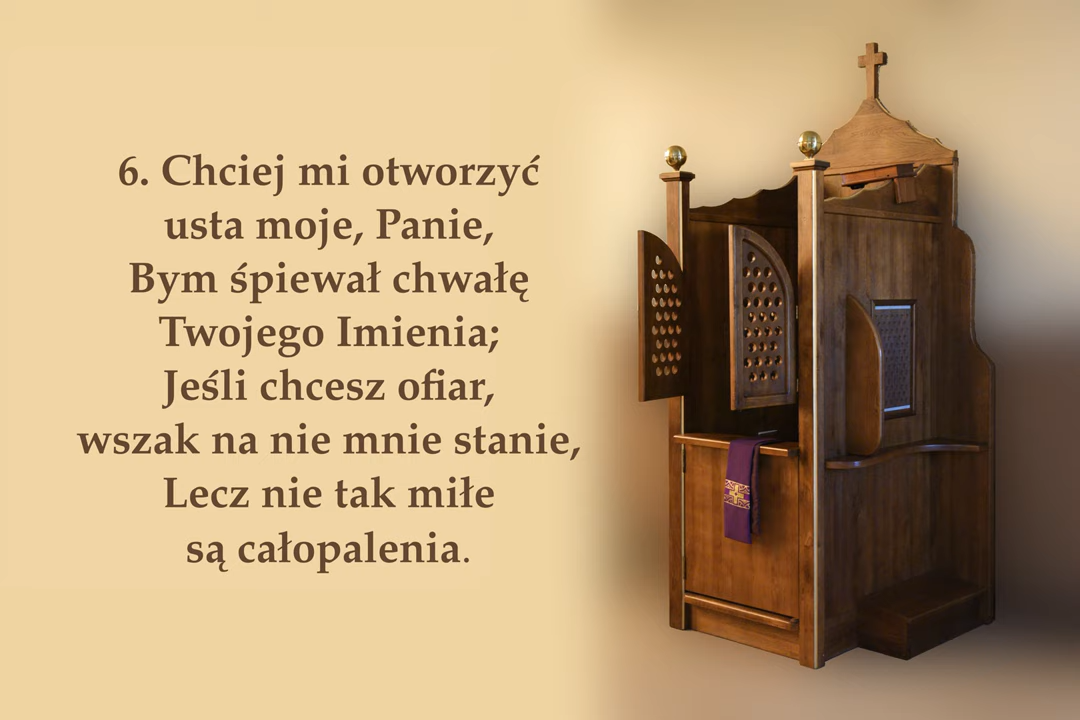 6. Chciej mi otworzyć
usta moje, Panie,
Bym śpiewał chwałę
Twojego Imienia;
Jeśli chcesz ofiar,
wszak na nie mnie stanie,
Lecz nie tak miłe
są całopalenia.